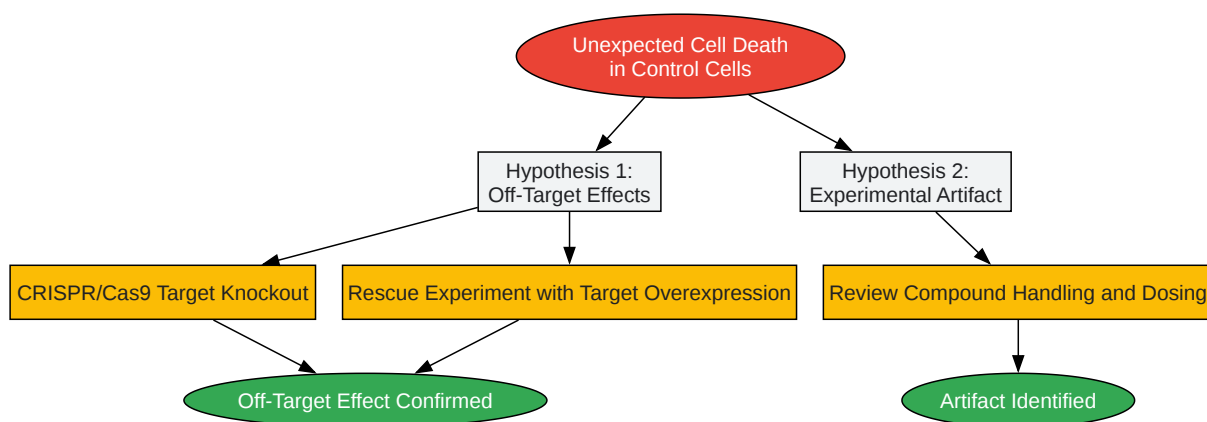 Unexpected Cell Death
in Control Cells
Hypothesis 1:
Off-Target Effects
Hypothesis 2:
Experimental Artifact
CRISPR/Cas9 Target Knockout
Rescue Experiment with Target Overexpression
Review Compound Handling and Dosing
Off-Target Effect Confirmed
Artifact Identified